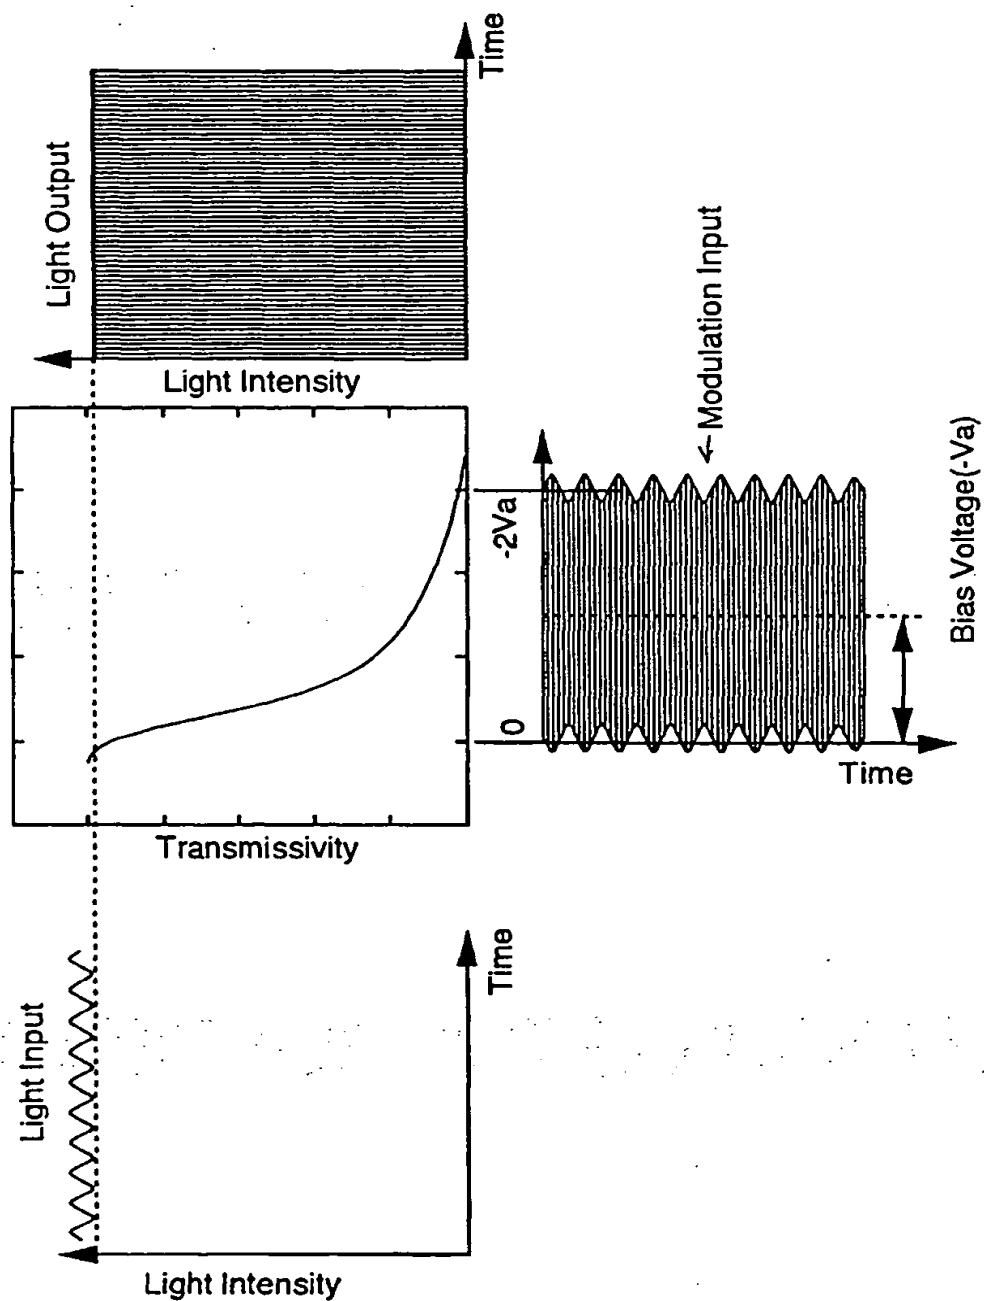 Light Output
Time
Light Intensity
Transmissivity
0
-2Va
Modulation Input
Bias Voltage(-Va)
Time
Light Input
Time
Light Intensity